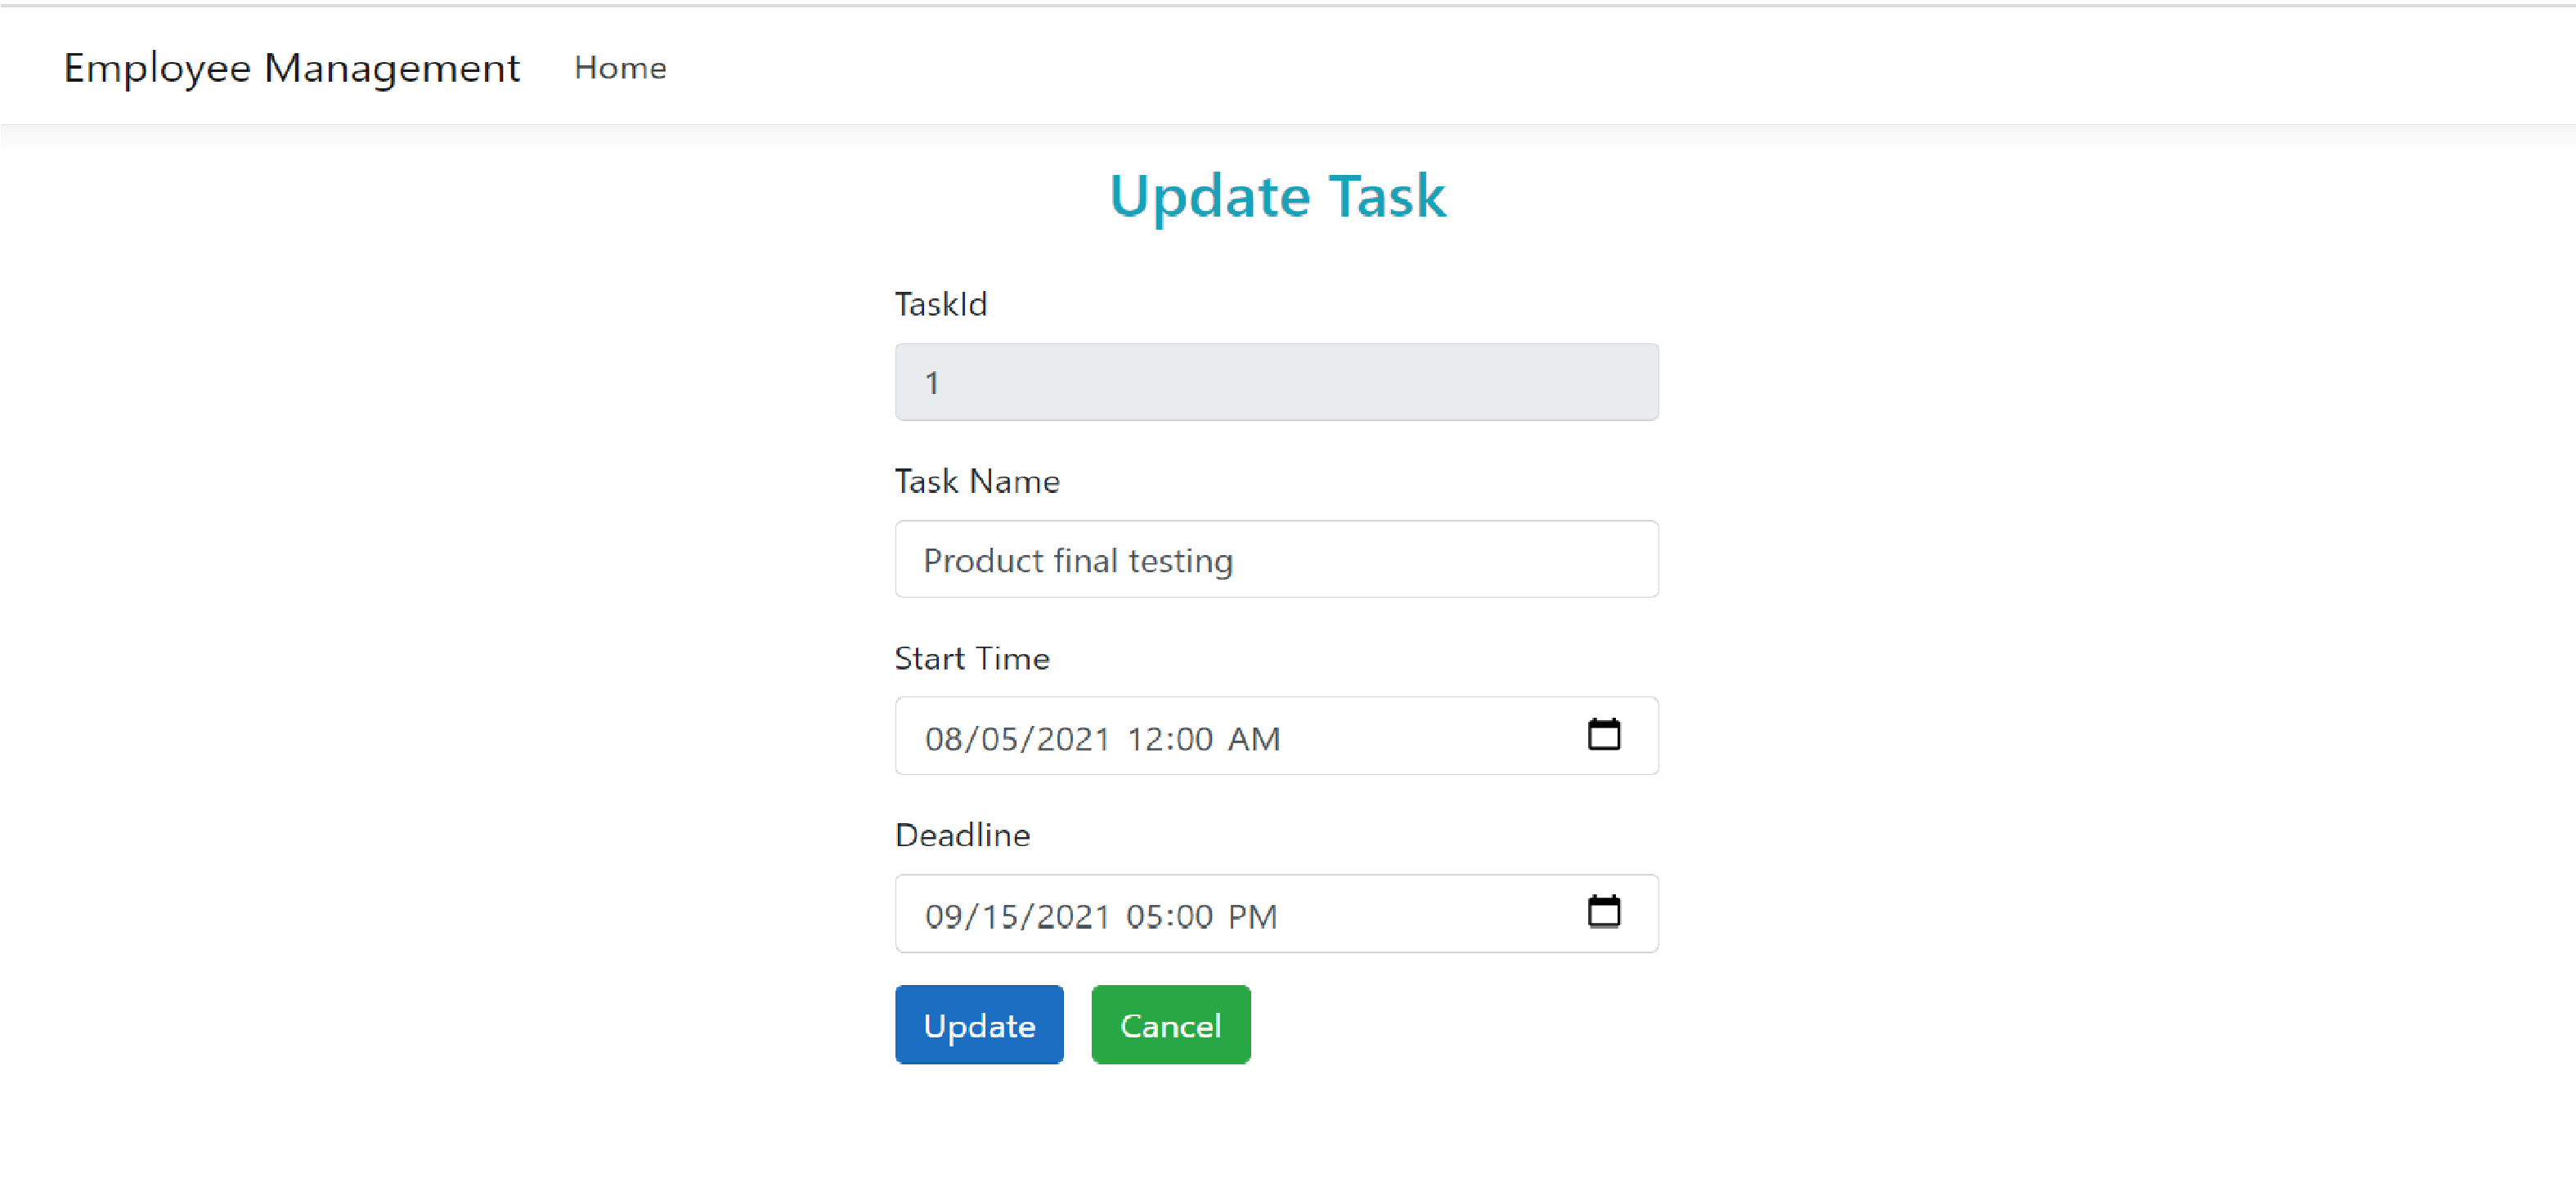 Employee Management Home
Update Task
TaskId
1
Task Name
Product final testing
Start Time
08/05/2021 12:00 AM
Deadline
09/15/2021 05:00 PM
Update Cancel